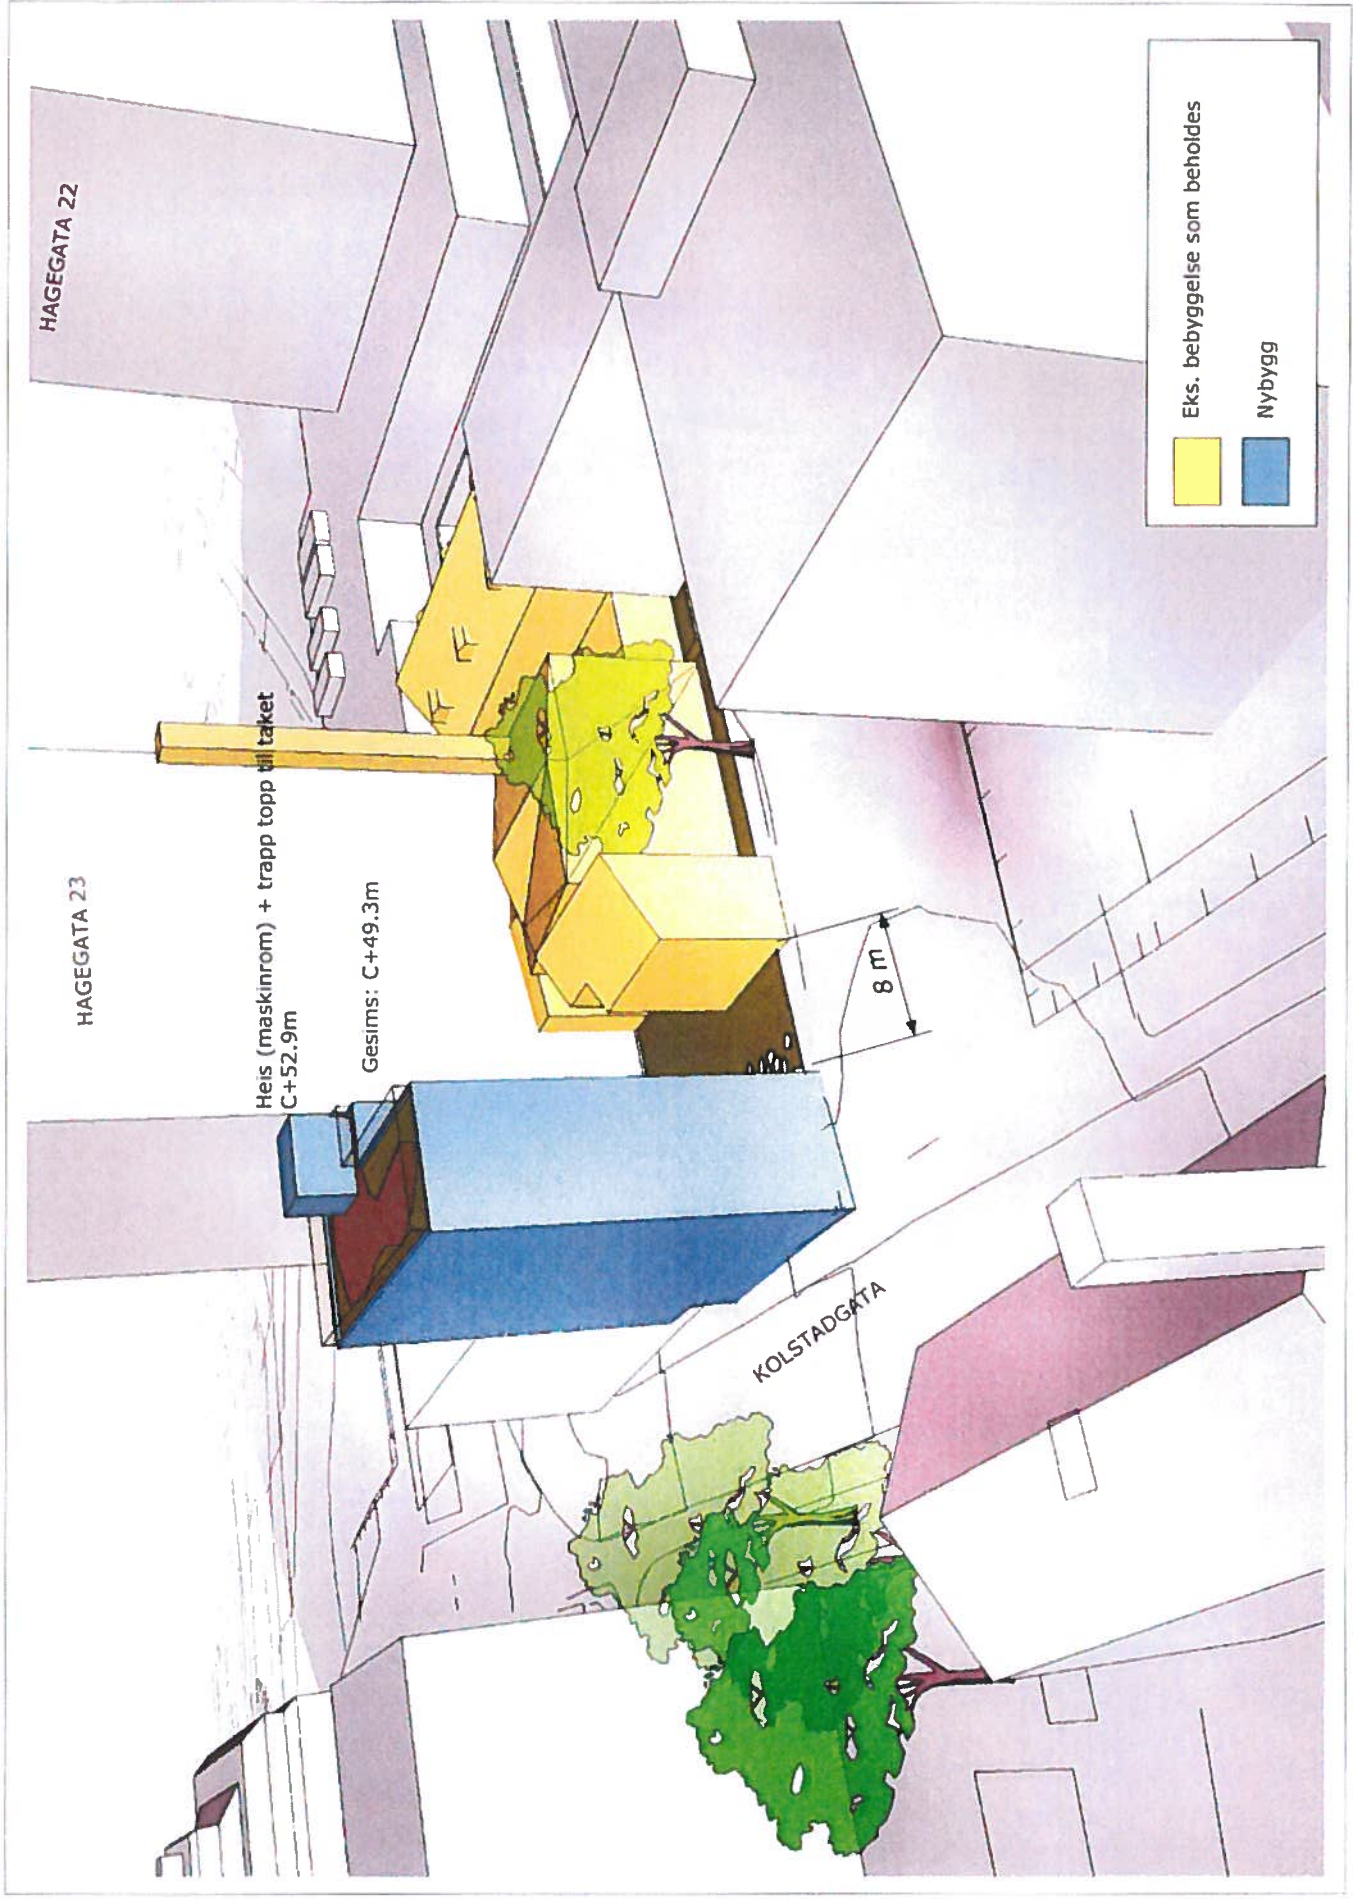 HAGEGATA 23
HAGEGATA 22
Heis (maskinrom) + trapp topp til taket
C+52.9m
Gesims: C+49.3m
8 m
KOLSTADGATA
Eks. bebyggelse som beholdes
Nybygg